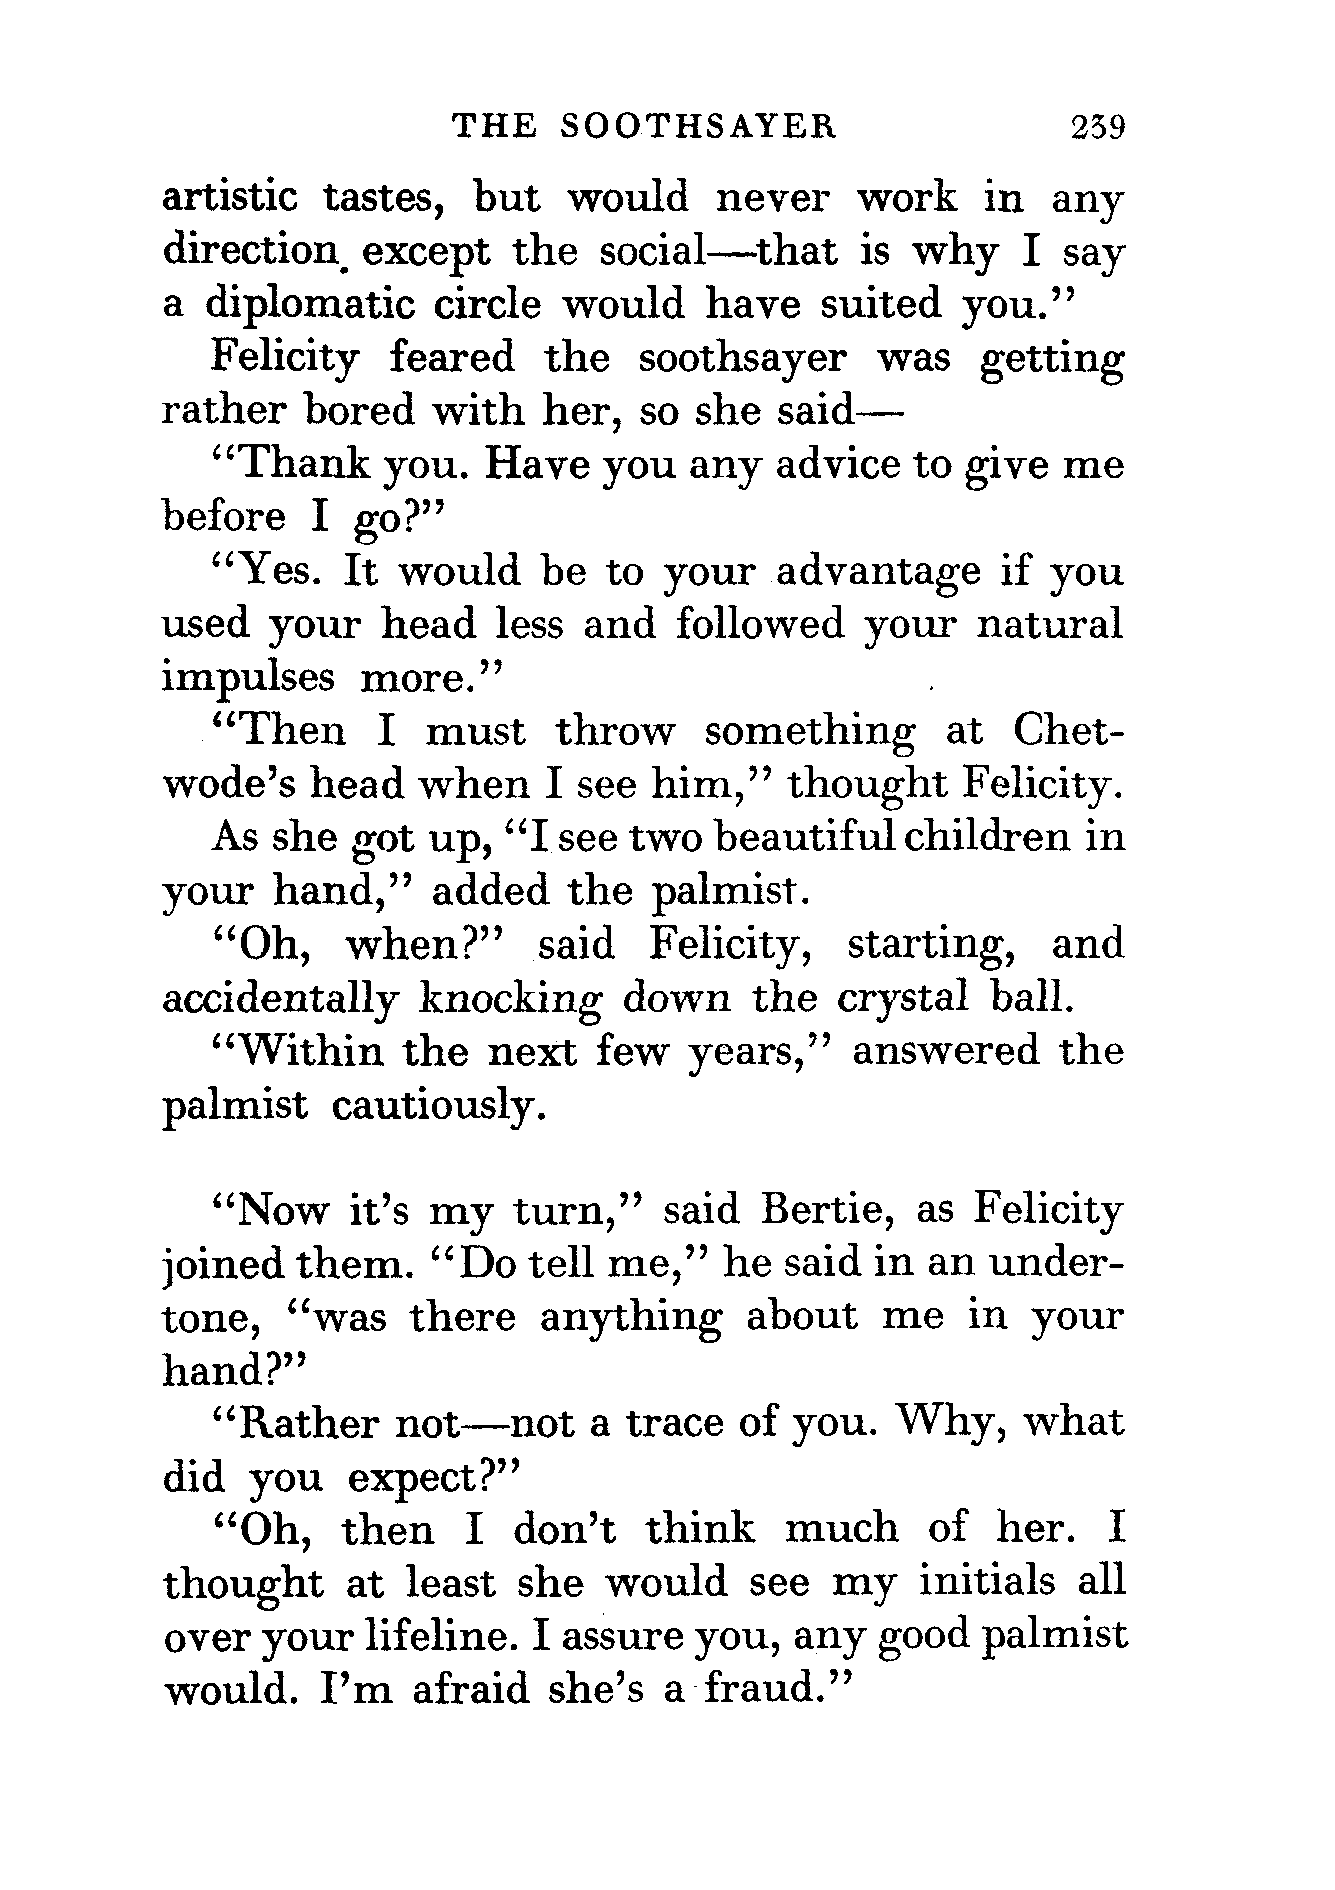 THE SOOTHSAYER 239
artistic tastes, but would never work in any
direction. except the social—that is why I say
a diplomatic circle would have suited you."
Felicity feared the soothsayer was getting
rather bored with her, so she said—
"Thank you. Have you any advice to give me
before I go?"
"Yes. It would be to your advantage if you
used your head less and followed your natural
impulses more."
"Then I must throw something at Chet-
wode's head when I see him," thought Felicity.
As she got up, "I see two beautiful children in
your hand," added the palmist.
"Oh, when?" said Felicity, starting, and
accidentally knocking down the crystal ball.
"Within the next few years," answered the
palmist cautiously.
"Now it's my turn," said Bertie, as Felicity
joined them. "Do tell me," he said in an under-
tone, "was there anything about me in your
hand?"
"Rather not—not a trace of you. Why, what
did you expect?"
"Oh, then I don't think much of her. I
thought at least she would see my initials all
over your lifeline. I assure you, any good palmist
would. I'm afraid she's a fraud."